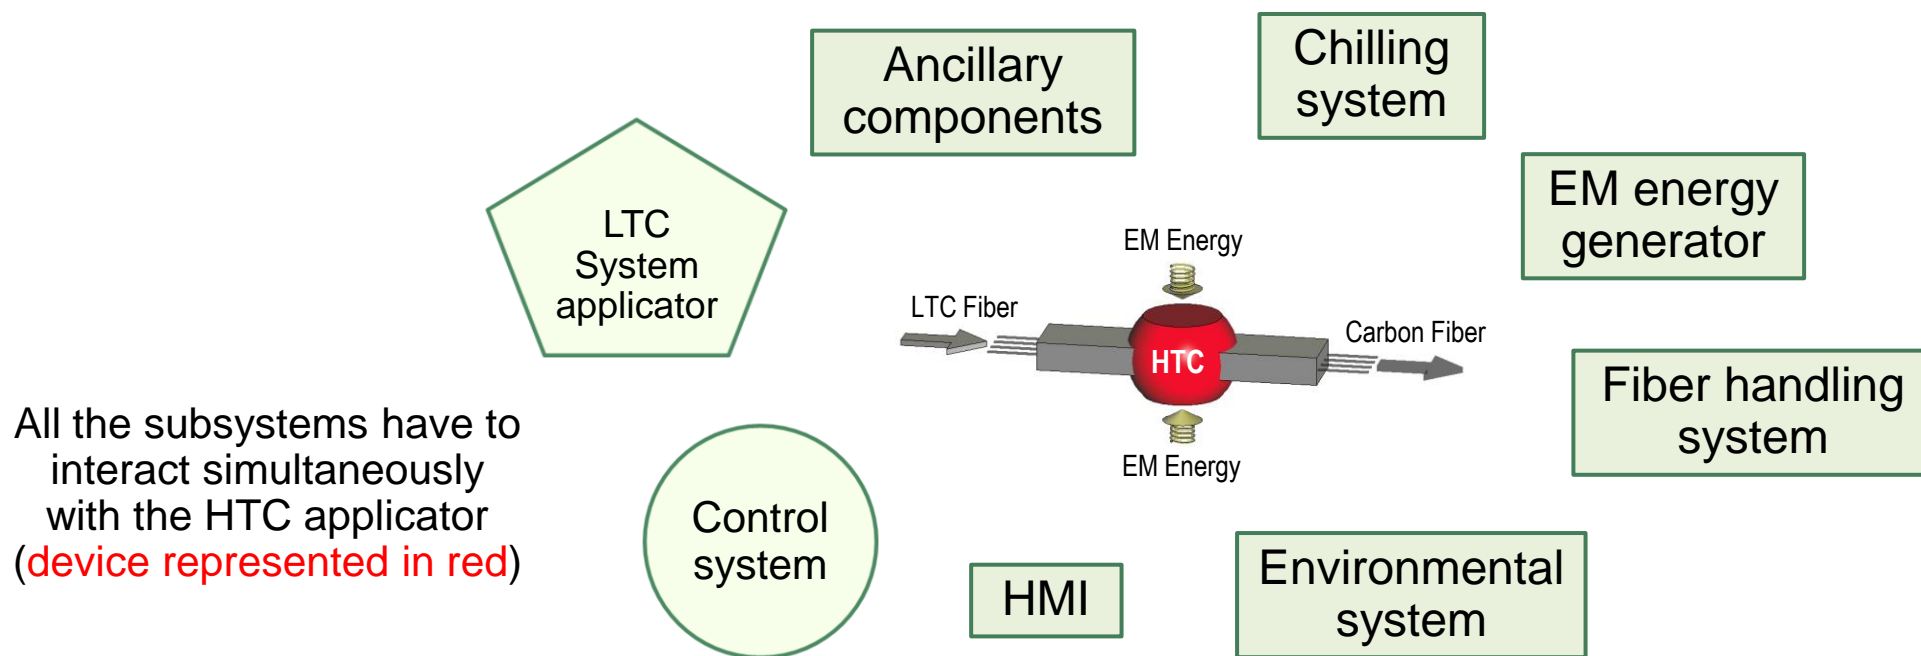 Ancillary
components
Chilling
system
EM energy
generator
LTC
System
applicator
EM Energy
LTC Fiber
HTC
Carbon Fiber
EM Energy
Fiber handling
system
All the subsystems have to
interact simultaneously
with the HTC applicator
(device represented in red)
Control
system
HMI
Environmental
system